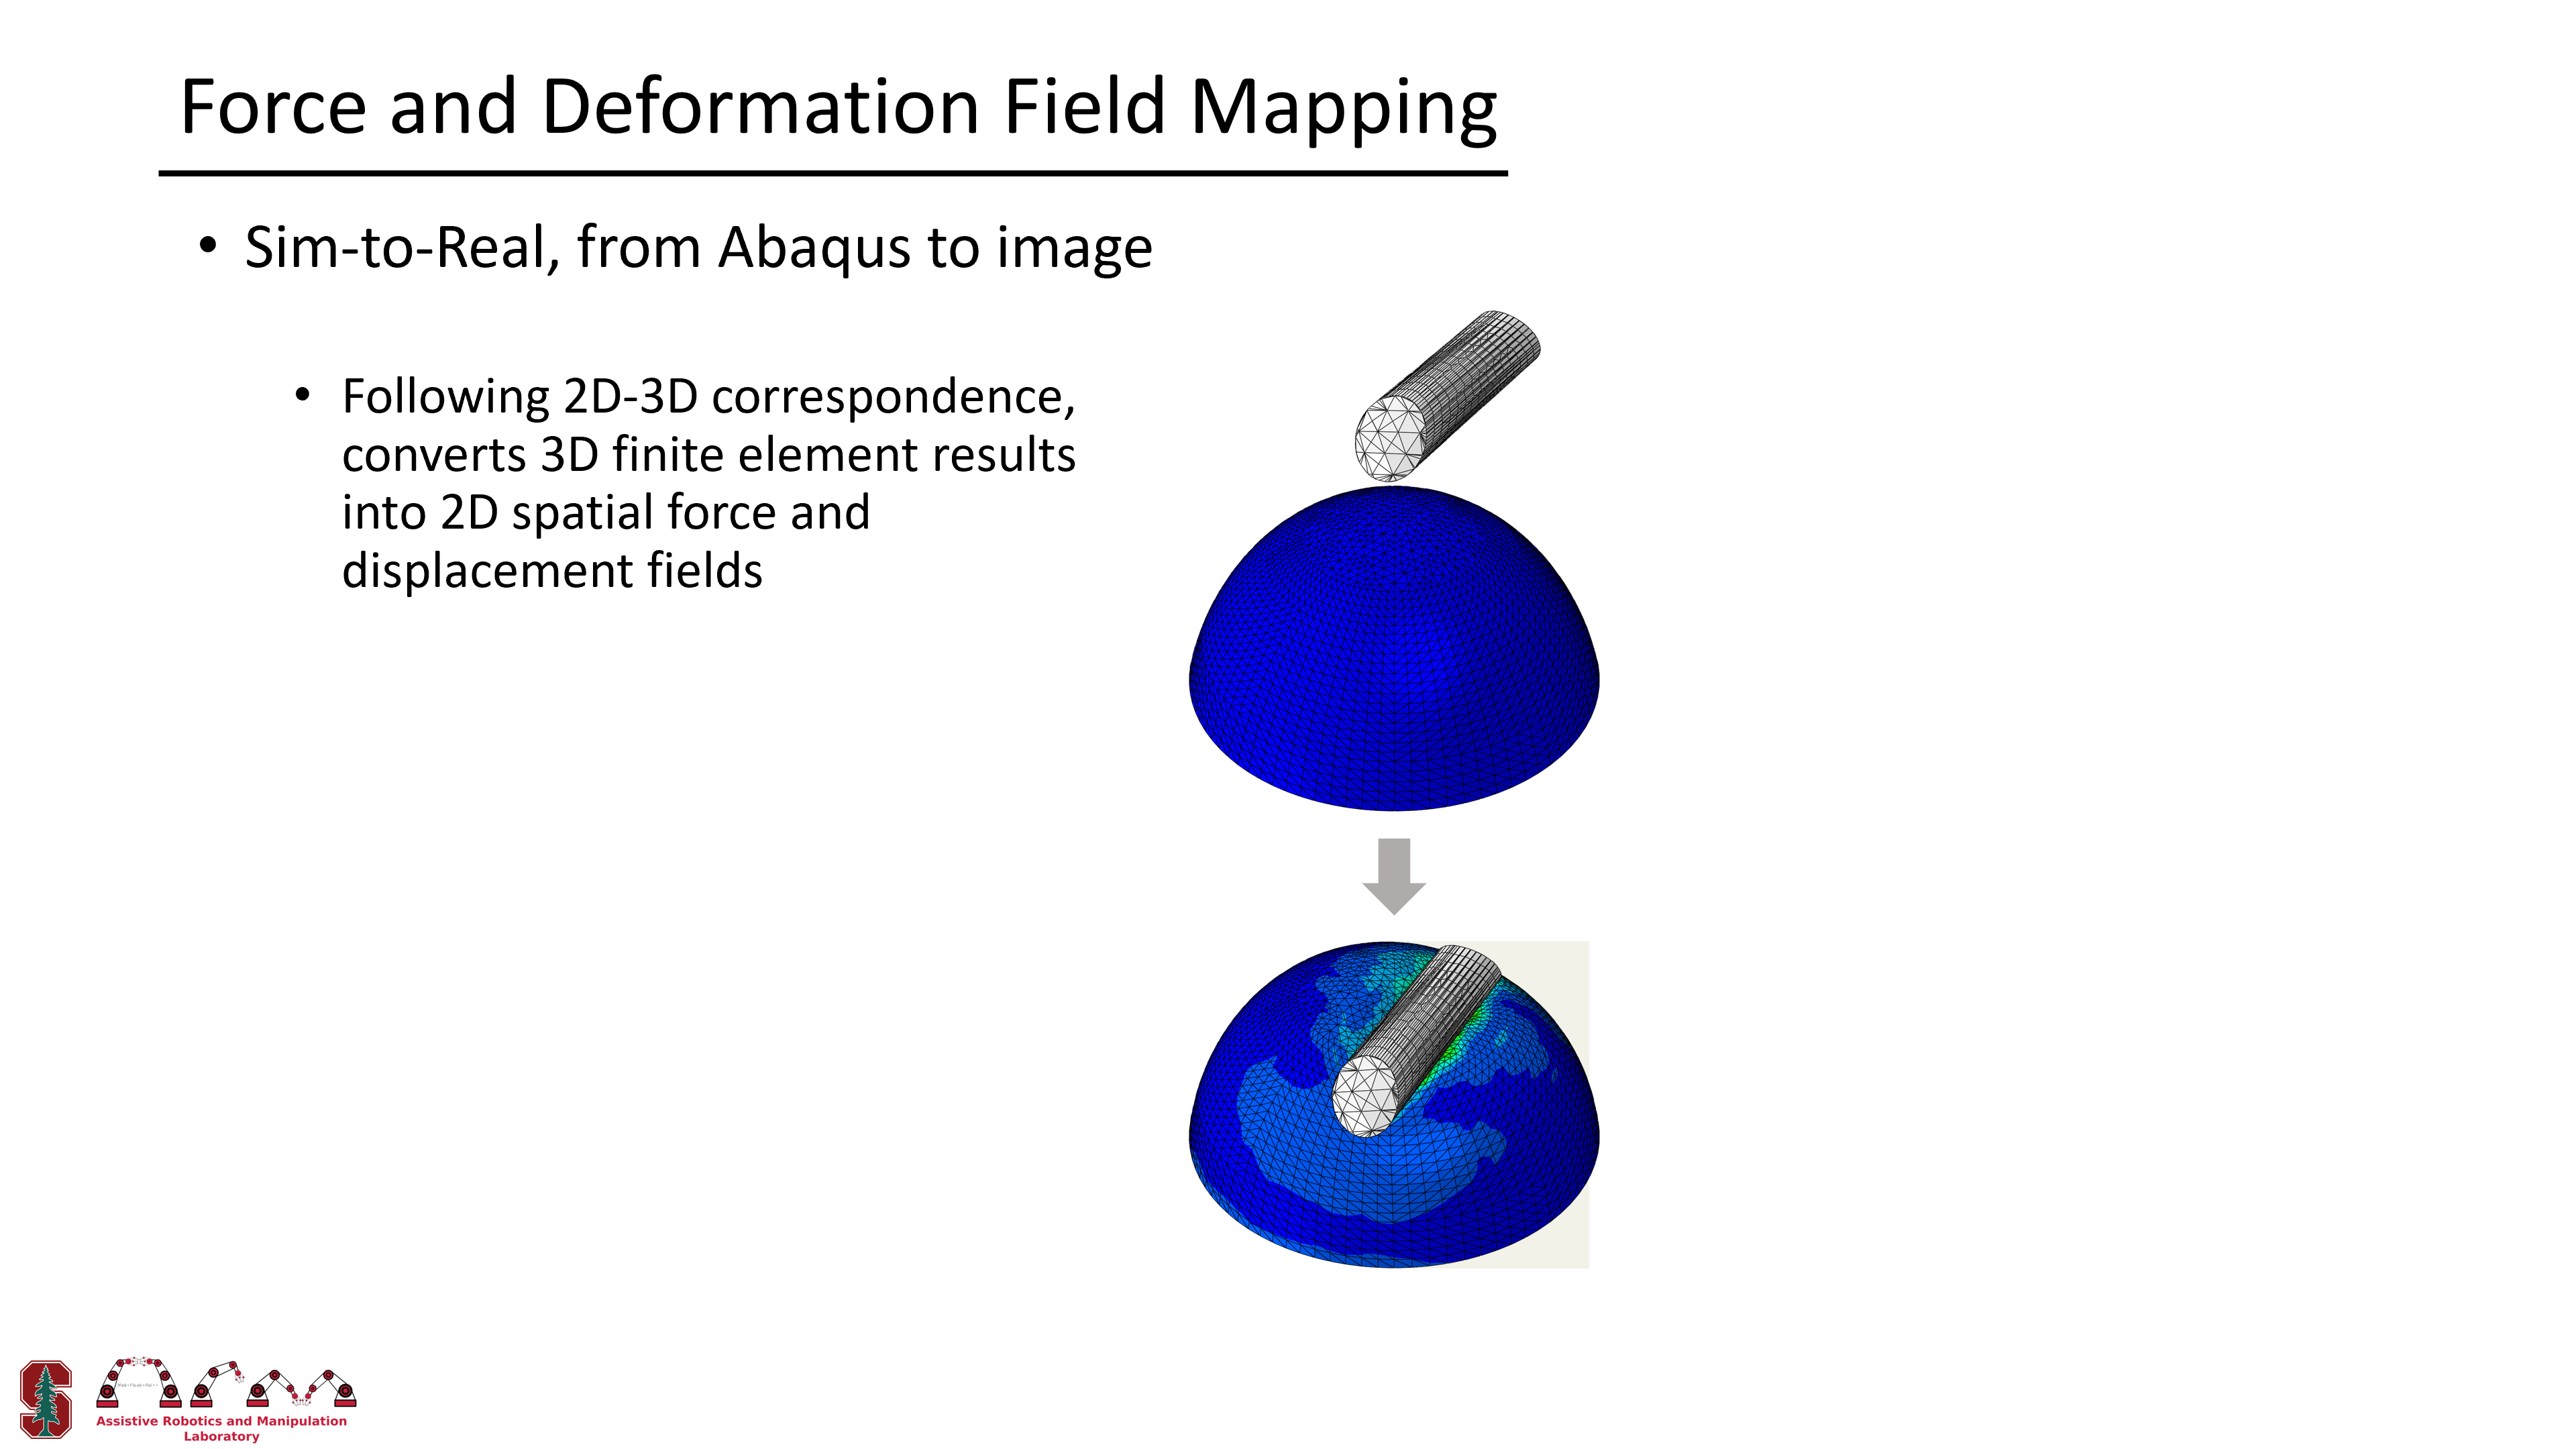 Force and Deformation Field Mapping
• Sim-to-Real, from Abaqus to image
• Following 2D-3D correspondence,
converts 3D finite element results
into 2D spatial force and
displacement fields
Assistive Robotics and Manipulation
Laboratory